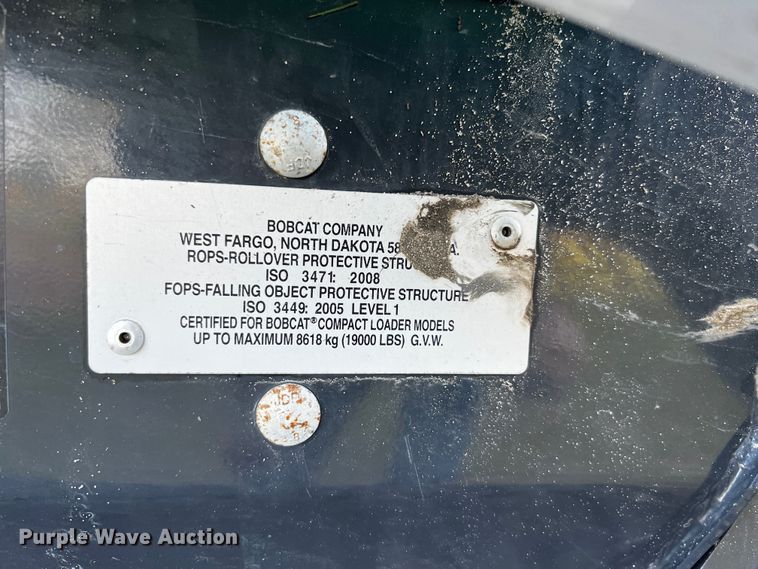 BOBCAT COMPANY
WEST FARGO, NORTH DAKOTA 58 A.
ROPS-ROLLOVER PROTECTIVE
ISO 3471: 2008
FOPS-FALLING OBJECT PROTECTIVE STRUCTURE
ISO 3449: 2005 LEVEL 1
CERTIFIED FOR BOBCAT® COMPACT LOADER MODELS
UP TO MAXIMUM 8618 kg (19000 LBS) G.V.W.
Purple Wave Auction